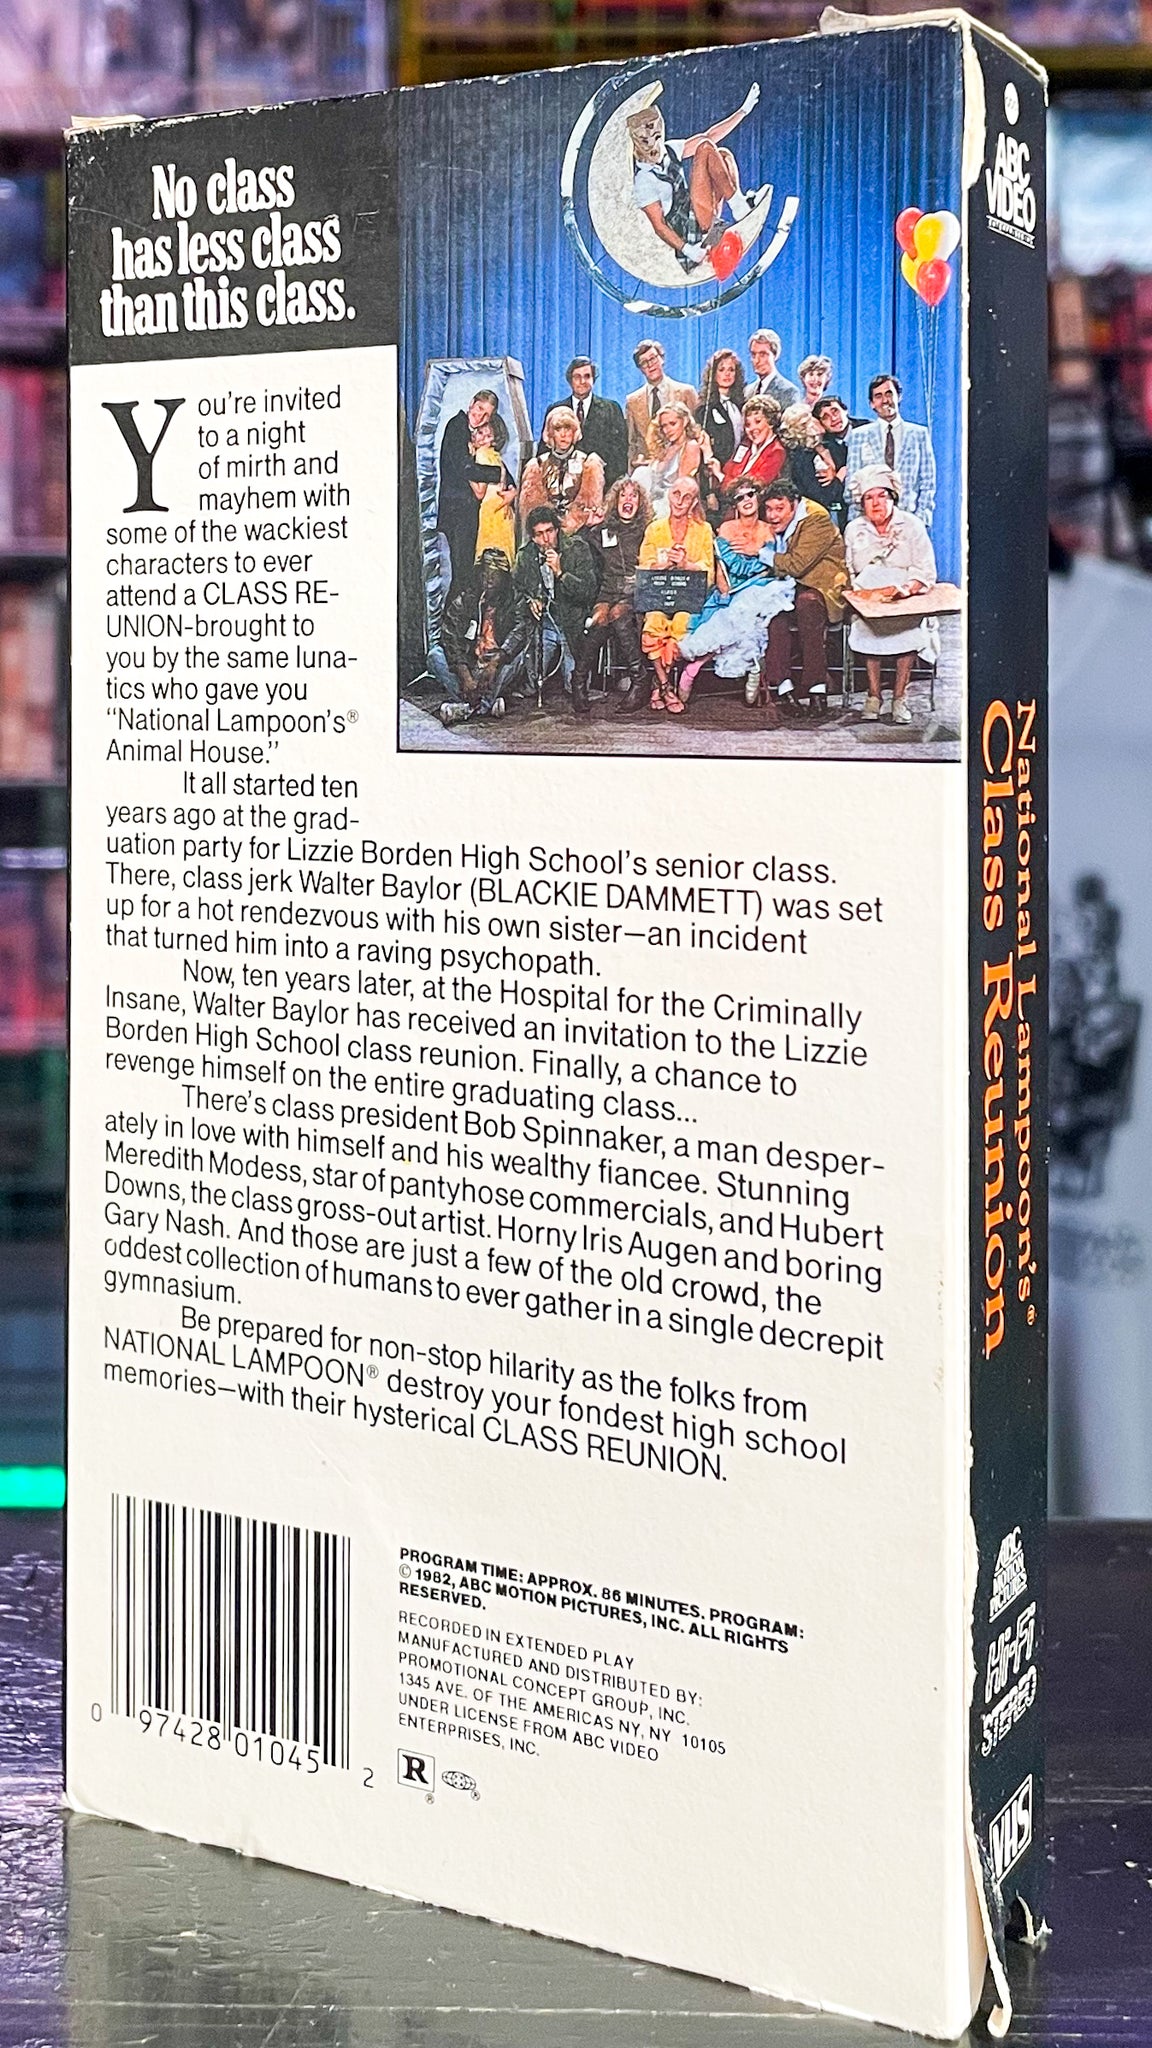 No class
has less class
than this class.
You're invited
to a night
of mirth and
mayhem with
some of the wackiest
characters to ever
attend a CLASS RE-
UNION-brought to
you by the same luna-
tics who gave you
"National Lampoon's®
Animal House."
It all started ten
years ago at the grad-
uation party for Lizzie Borden High School's senior class.
There, class jerk Walter Baylor (BLACKIE DAMMETT) was set
up for a hot rendezvous with his own sister—an incident
that turned him into a raving psychopath.
Now, ten years later, at the Hospital for the Criminally
Insane, Walter Baylor has received an invitation to the Lizzie
Borden High School class reunion. Finally, a chance to
revenge himself on the entire graduating class...
There's class president Bob Spinnaker, a man desper-
ately in love with himself and his wealthy fiancee. Stunning
Meredith Modess, star of pantyhose commercials, and Hubert
Downs, the class gross-out artist. Horny Iris Augen and boring
Gary Nash. And those are just a few of the old crowd, the
oddest collection of humans to ever gather in a single decrepit
gymnasium.
Be prepared for non-stop hilarity as the folks from
NATIONAL LAMPOON® destroy your fondest high school
memories—with their hysterical CLASS REUNION.
0 97428 01045 2
PROGRAM TIME: APPROX. 86 MINUTES. PROGRAM:
© 1982, ABC MOTION PICTURES, INC. ALL RIGHTS
RESERVED.
RECORDED IN EXTENDED PLAY
MANUFACTURED AND DISTRIBUTED BY:
PROMOTIONAL CONCEPT GROUP, INC.
1345 AVE. OF THE AMERICAS NY, NY 10105
UNDER LICENSE FROM ABC VIDEO
ENTERPRISES, INC.
R ® ®
ABC
VIDEO
National Lampoon's®
Class Reunion
ABC
MOTION
PICTURES
Hi-Fi
STEREO
VHS